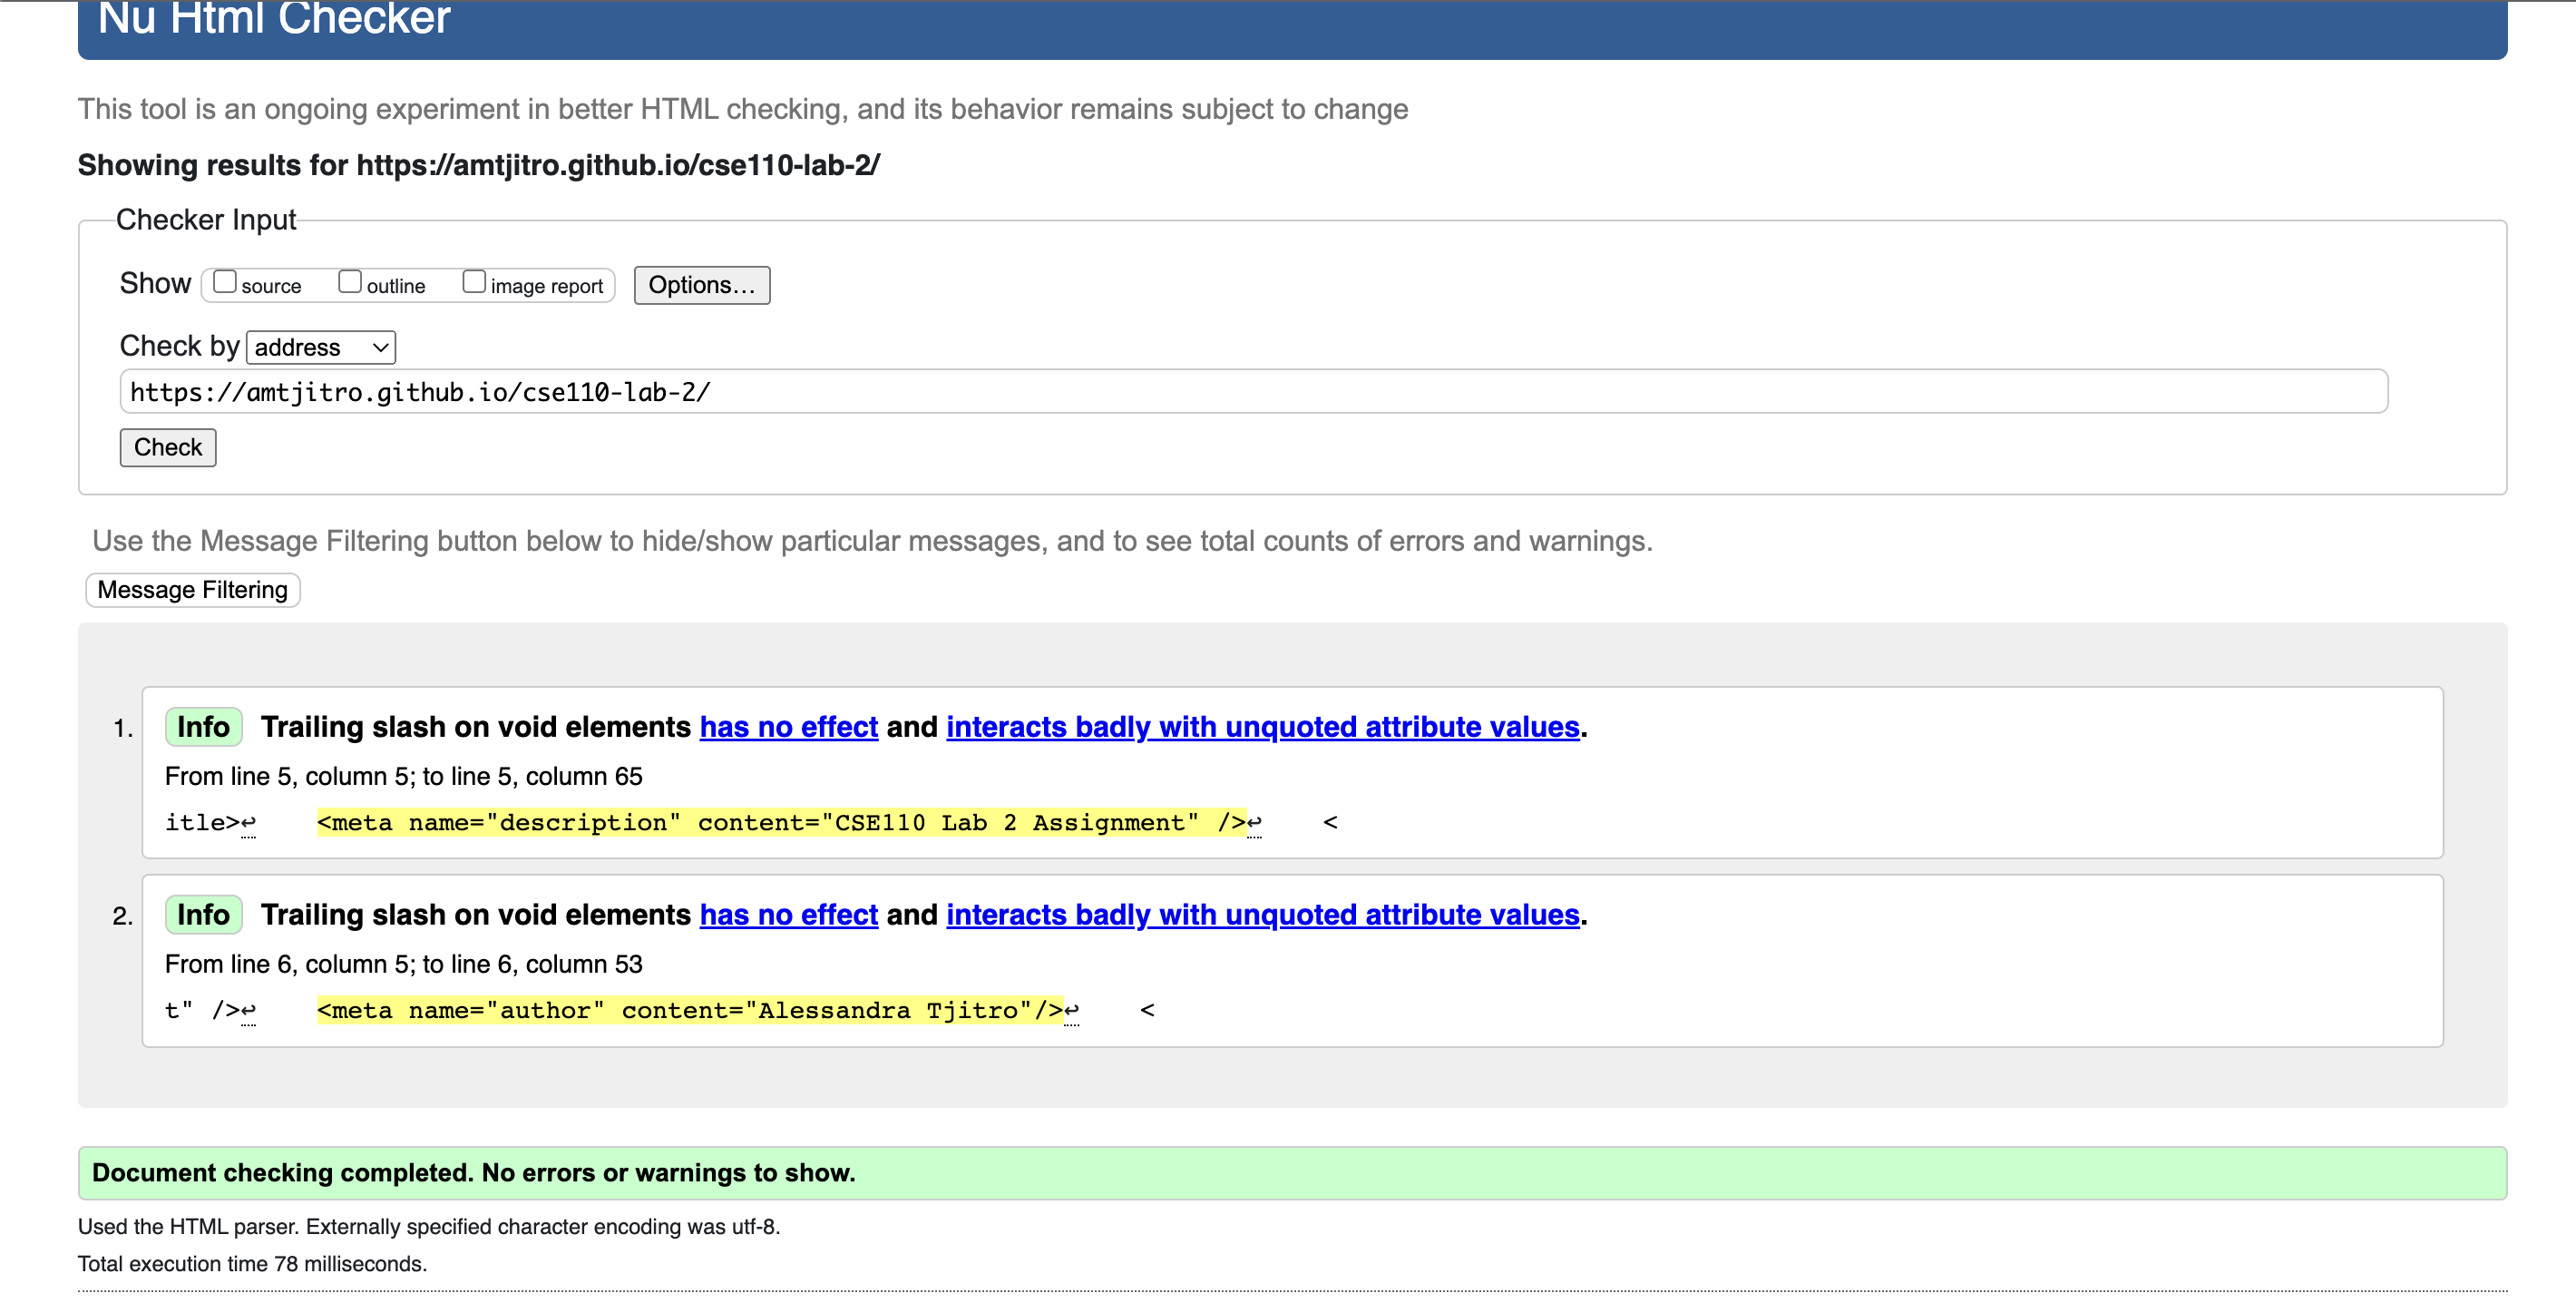 Nu Html Checker
This tool is an ongoing experiment in better HTML checking, and its behavior remains subject to change
Showing results for https://amtjitro.github.io/cse110-lab-2/
Checker Input
Show source outline image report Options...
Check by address
https://amtjitro.github.io/cse110-lab-2/
Check
Use the Message Filtering button below to hide/show particular messages, and to see total counts of errors and warnings.
Message Filtering
1. Info Trailing slash on void elements has no effect and interacts badly with unquoted attribute values.
From line 5, column 5; to line 5, column 65
itle>↩ <meta name="description" content="CSE110 Lab 2 Assignment" />↩ <
2. Info Trailing slash on void elements has no effect and interacts badly with unquoted attribute values.
From line 6, column 5; to line 6, column 53
t" />↩ <meta name="author" content="Alessandra Tjitro"/>↩ <
Document checking completed. No errors or warnings to show.
Used the HTML parser. Externally specified character encoding was utf-8.
Total execution time 78 milliseconds.